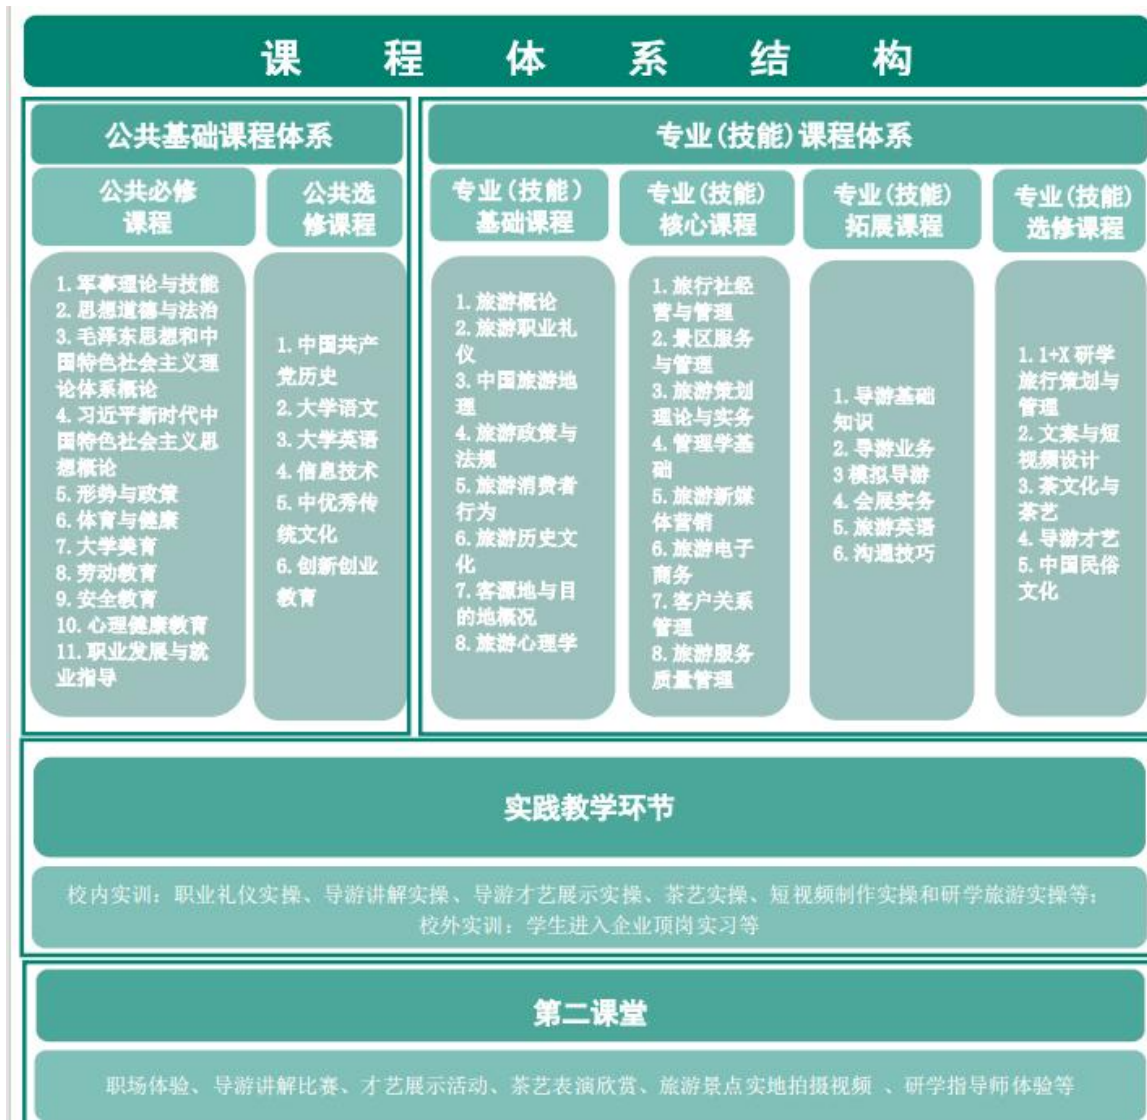 课程体系结构
公共基础课程体系
公共必修
课程
1. 军事理论与技能
2. 思想道德与法治
3. 毛泽东思想和中
国特色社会主义理
论体系概论
4. 习近平新时代中
国特色社会主义思
想概论
5. 形势与政策
6. 体育与健康
7. 大学美育
8. 劳动教育
9. 安全教育
10. 心理健康教育
11. 职业发展与就
业指导
公共选
修课程
1. 中国共产
党历史
2. 大学语文
3. 大学英语
4. 信息技术
5. 中优秀传
统文化
6. 创新创业
教育
专业(技能)课程体系
专业(技能)
基础课程
1. 旅游概论
2. 旅游职业礼
仪
3. 中国旅游地
理
4. 旅游政策与
法规
5. 旅游消费者
行为
6. 旅游历史文
化
7. 客源地与目
的地概况
8. 旅游心理学
专业(技能)
核心课程
1. 旅行社经
营与管理
2. 景区服务
与管理
3. 旅游策划
理论与实务
4. 管理学基
础
5. 旅游新媒
体营销
6. 旅游电子
商务
7. 客户关系
管理
8. 旅游服务
质量管理
专业(技能)
拓展课程
1. 导游基础
知识
2. 导游业务
3 模拟导游
4. 会展实务
5. 旅游英语
6. 沟通技巧
专业(技能)
选修课程
1. 1+X 研学
旅行策划与
管理
2. 文案与短
视频设计
3. 茶文化与
茶艺
4. 导游才艺
5. 中国民俗
文化
实践教学环节
校内实训：职业礼仪实操、导游讲解实操、导游才艺展示实操、茶艺实操、短视频制作实操和研学旅游实操等；
校外实训：学生进入企业顶岗实习等
第二课堂
职场体验、导游讲解比赛、才艺展示活动、茶艺表演欣赏、旅游景点实地拍摄视频 、研学指导师体验等